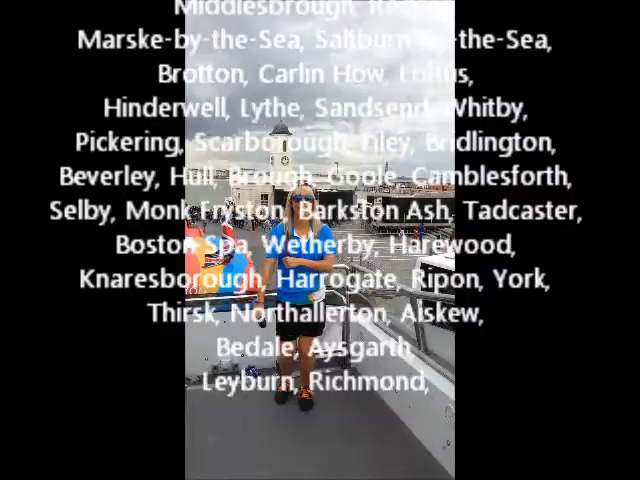 Middlesbrough,
Marske-by-the-Sea, Saltburn-by-the-Sea,
Brotton, Carlin How, Loftus,
Hinderwell, Lythe, Sandsend, Whitby,
Pickering, Scarborough, Filey, Bridlington,
Beverley, Hull, Brough, Goole, Camblesforth,
Selby, Monk Fryston, Barkston Ash, Tadcaster,
Boston Spa, Wetherby, Harewood,
Knaresborough, Harrogate, Ripon, York,
Thirsk, Northallerton, Alskew,
Bedale, Aysgarth,
Leyburn, Richmond,